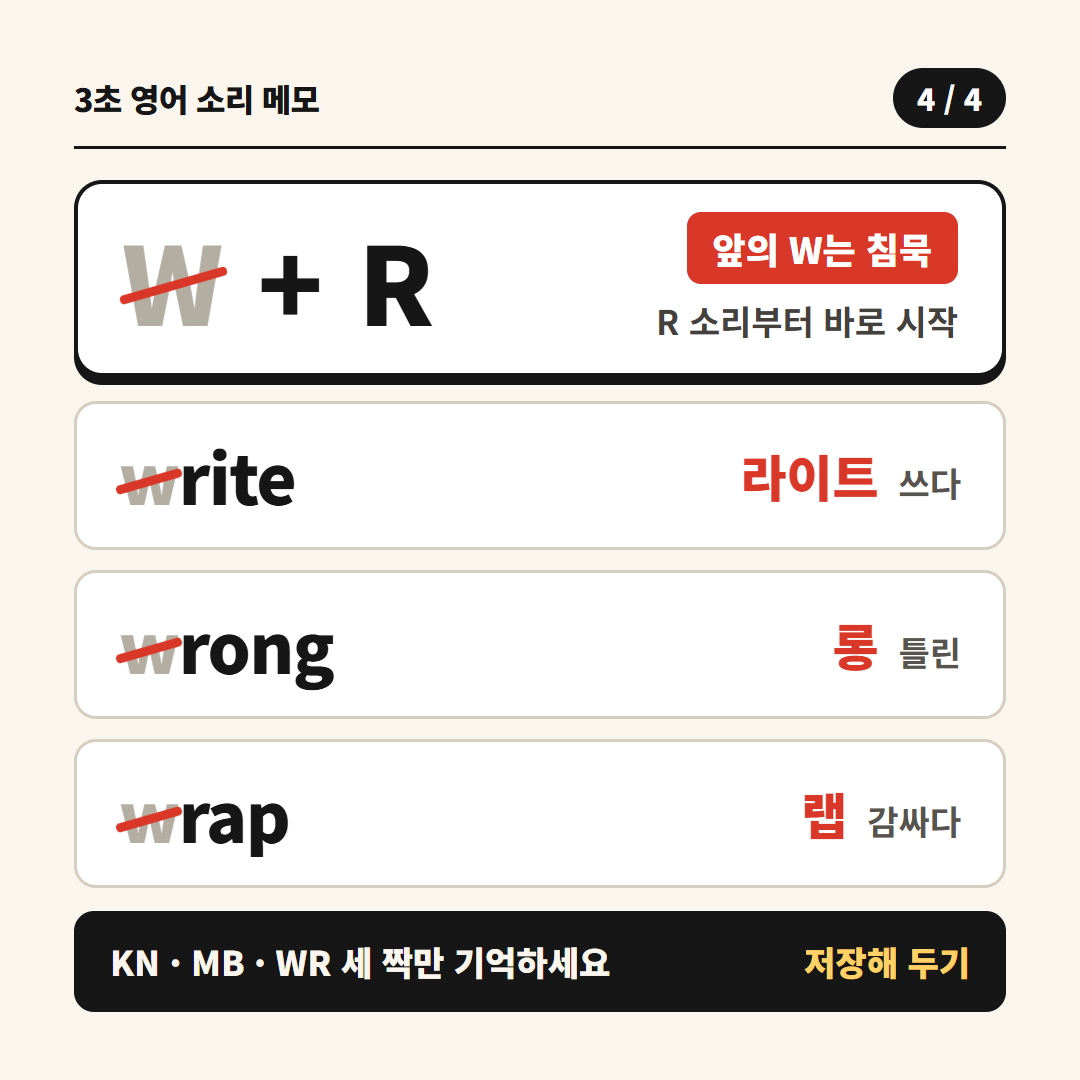 3초 영어 소리 메모
4 / 4
W + R
앞의 W는 침묵
R 소리부터 바로 시작
write
라이트 쓰다
wrong
롱 틀린
wrap
랩 감싸다
KN · MB · WR 세 짝만 기억하세요
저장해 두기